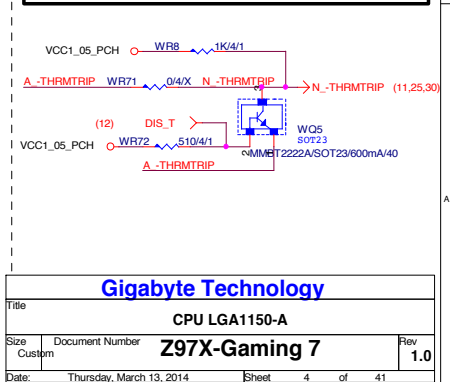 VCC1_05_PCH WR8 1K/4/1
A_-THRMTRIP WR71 0/4/X N_-THRMTRIP N_-THRMTRIP (11,25,30)
3
(12) DIS_T
WQ5
SOT23
VCC1_05_PCH WR72 510/4/1
2 MMBT2222A/SOT23/600mA/40
A_-THRMTRIP
A
Gigabyte Technology
Title
CPU LGA1150-A
Size Custom Document Number Z97X-Gaming 7 Rev 1.0
Date: Thursday, March 13, 2014 Sheet 4 of 41